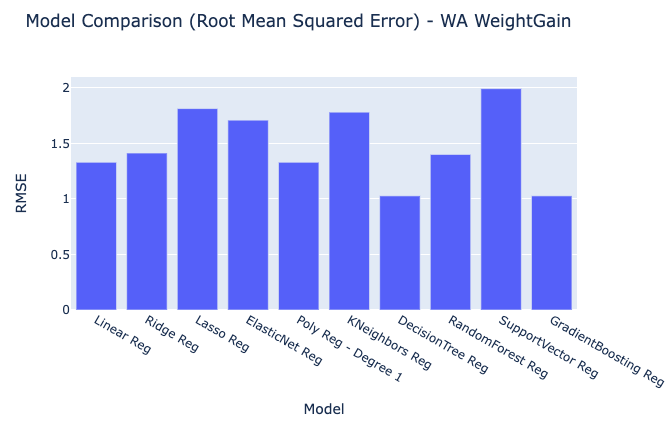 Model Comparison (Root Mean Squared Error) - WA WeightGain
2
1.5
1
0.5
0
RMSE
Linear Reg
Ridge Reg
Lasso Reg
ElasticNet Reg
Poly Reg - Degree 1
KNeighbors Reg
DecisionTree Reg
RandomForest Reg
SupportVector Reg
GradientBoosting Reg
Model